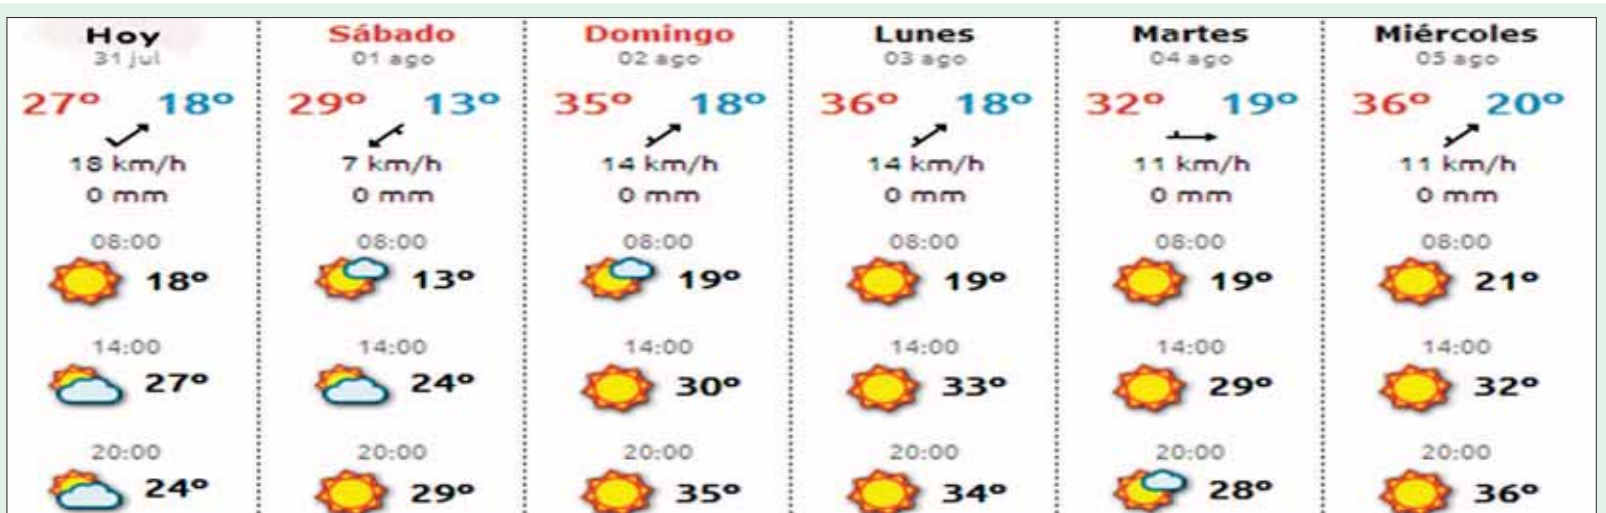 Hoy Sábado Domingo Lunes Martes Miércoles
31 jul 01 ago 02 ago 03 ago 04 ago 05 ago
27º 18º 29º 13º 35º 18º 36º 18º 32º 19º 36º 20º
18 km/h 7 km/h 14 km/h 14 km/h 11 km/h 11 km/h
0 mm 0 mm 0 mm 0 mm 0 mm 0 mm
08:00 08:00 08:00 08:00 08:00 08:00
18º 13º 19º 19º 19º 21º
14:00 14:00 14:00 14:00 14:00 14:00
27º 24º 30º 33º 29º 32º
20:00 20:00 20:00 20:00 20:00 20:00
24º 29º 35º 34º 28º 36º